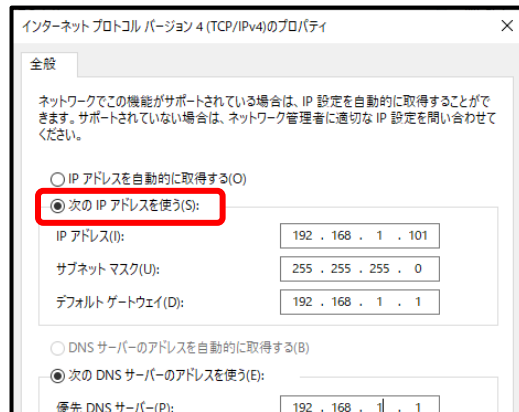 インターネット プロトコル バージョン 4 (TCP/IPv4)のプロパティ
全般
ネットワークでこの機能がサポートされている場合は、IP 設定を自動的に取得することがで
きます。サポートされていない場合は、ネットワーク管理者に適切な IP 設定を問い合わせて
ください。
IP アドレスを自動的に取得する(O)
次の IP アドレスを使う(S):
IP アドレス(I): 192 . 168 . 1 . 101
サブネット マスク(U): 255 . 255 . 255 . 0
デフォルト ゲートウェイ(D): 192 . 168 . 1 . 1
DNS サーバーのアドレスを自動的に取得する(B)
次の DNS サーバーのアドレスを使う(E):
優先 DNS サーバー(P): 192 . 168 . 1 . 1